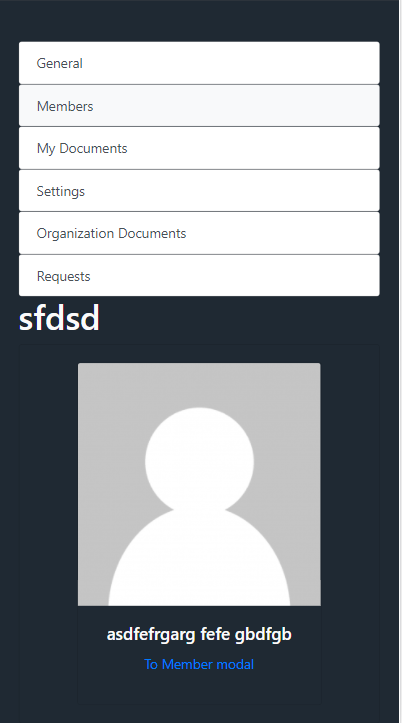 General
Members
My Documents
Settings
Organization Documents
Requests
sfdsd
asdfefrgarg fefe gbdfgb
To Member modal